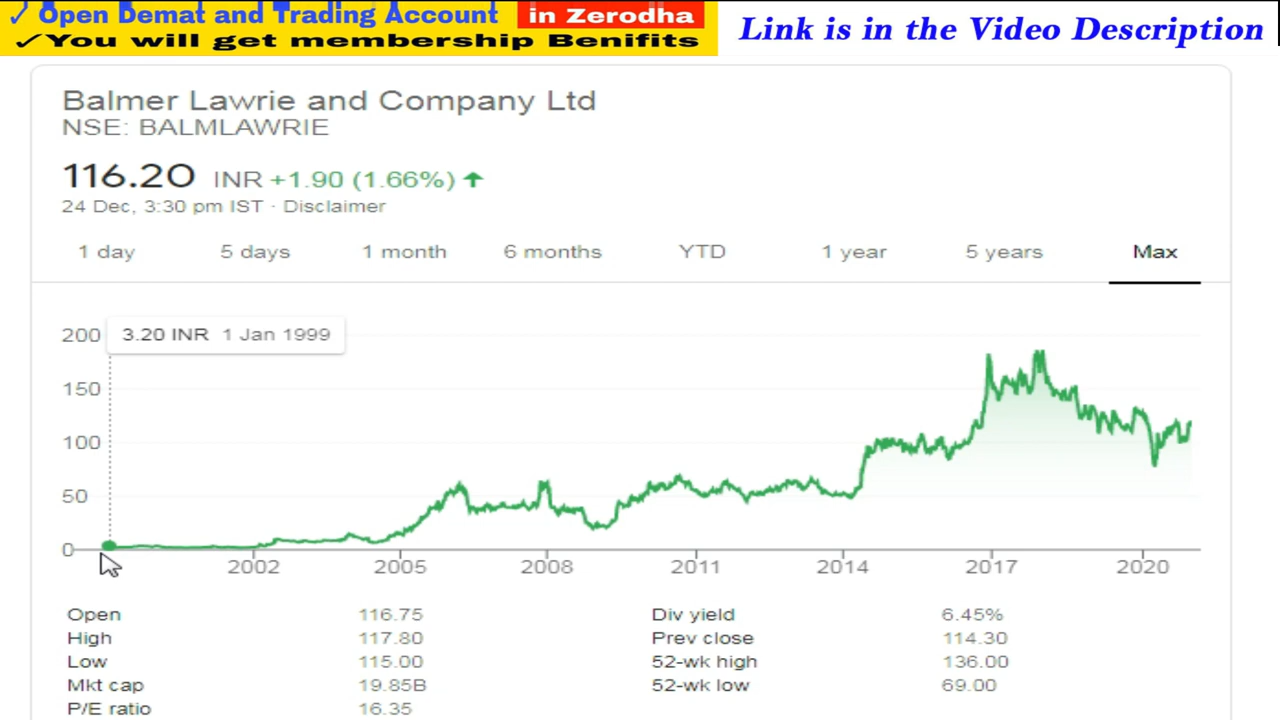 ✓ Open Demat and Trading Account in Zerodha
✓You will get membership Benifits
Link is in the Video Description
Balmer Lawrie and Company Ltd
NSE: BALMLAWRIE
116.20 INR +1.90 (1.66%) ↑
24 Dec, 3:30 pm IST · Disclaimer
1 day 5 days 1 month 6 months YTD 1 year 5 years Max
200
3.20 INR 1 Jan 1999
150
100
50
0
2002 2005 2008 2011 2014 2017 2020
Open 116.75 Div yield 6.45%
High 117.80 Prev close 114.30
Low 115.00 52-wk high 136.00
Mkt cap 19.85B 52-wk low 69.00
P/E ratio 16.35